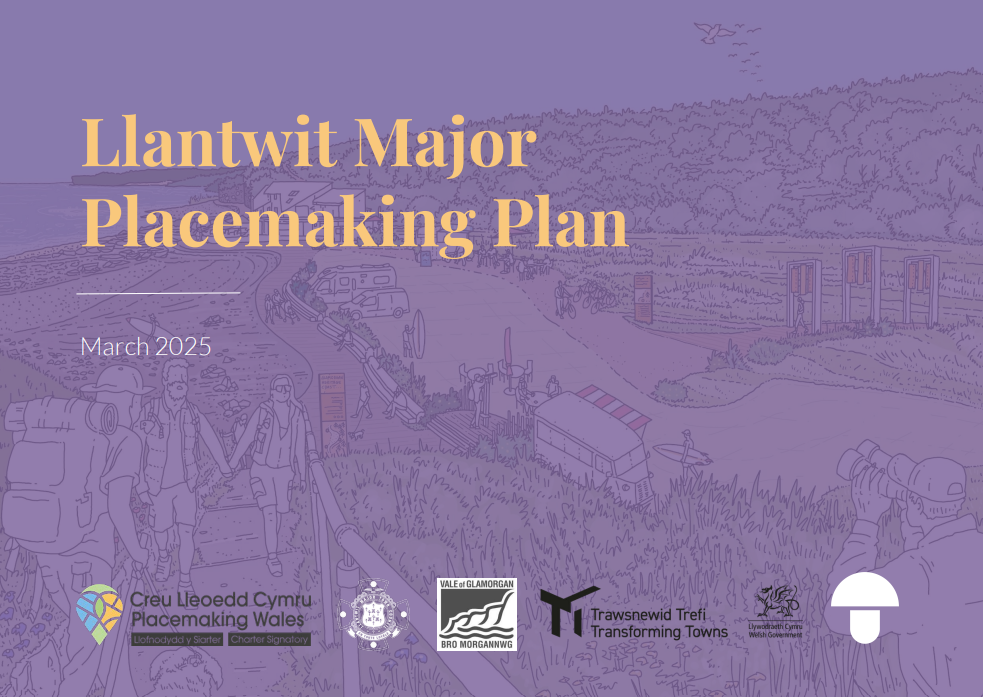 Llantwit Major
Placemaking Plan
March 2025
Creu Lleoedd Cymru
Placemaking Wales
Llofnodydd y Siarter
Charter Signatory
VALE of GLAMORGAN
BRO MORGANNWG
Trawsnewid Trefi
Transforming Towns
Llywodraeth Cymru
Welsh Government